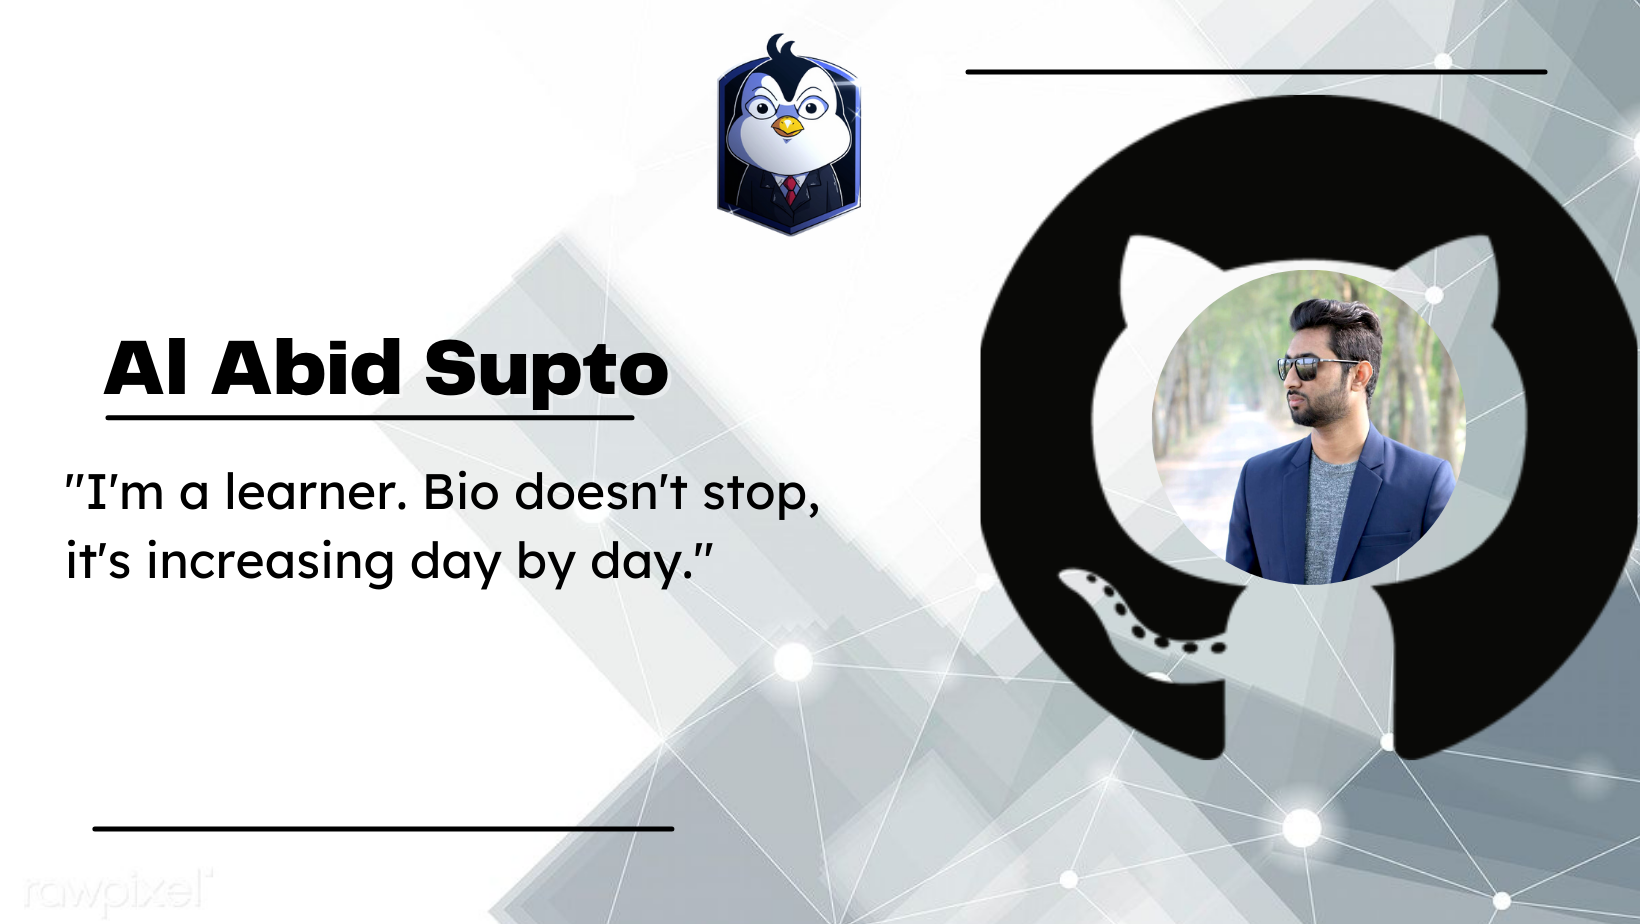 Al Abid Supto
"I'm a learner. Bio doesn't stop,
it's increasing day by day."
rawpixel